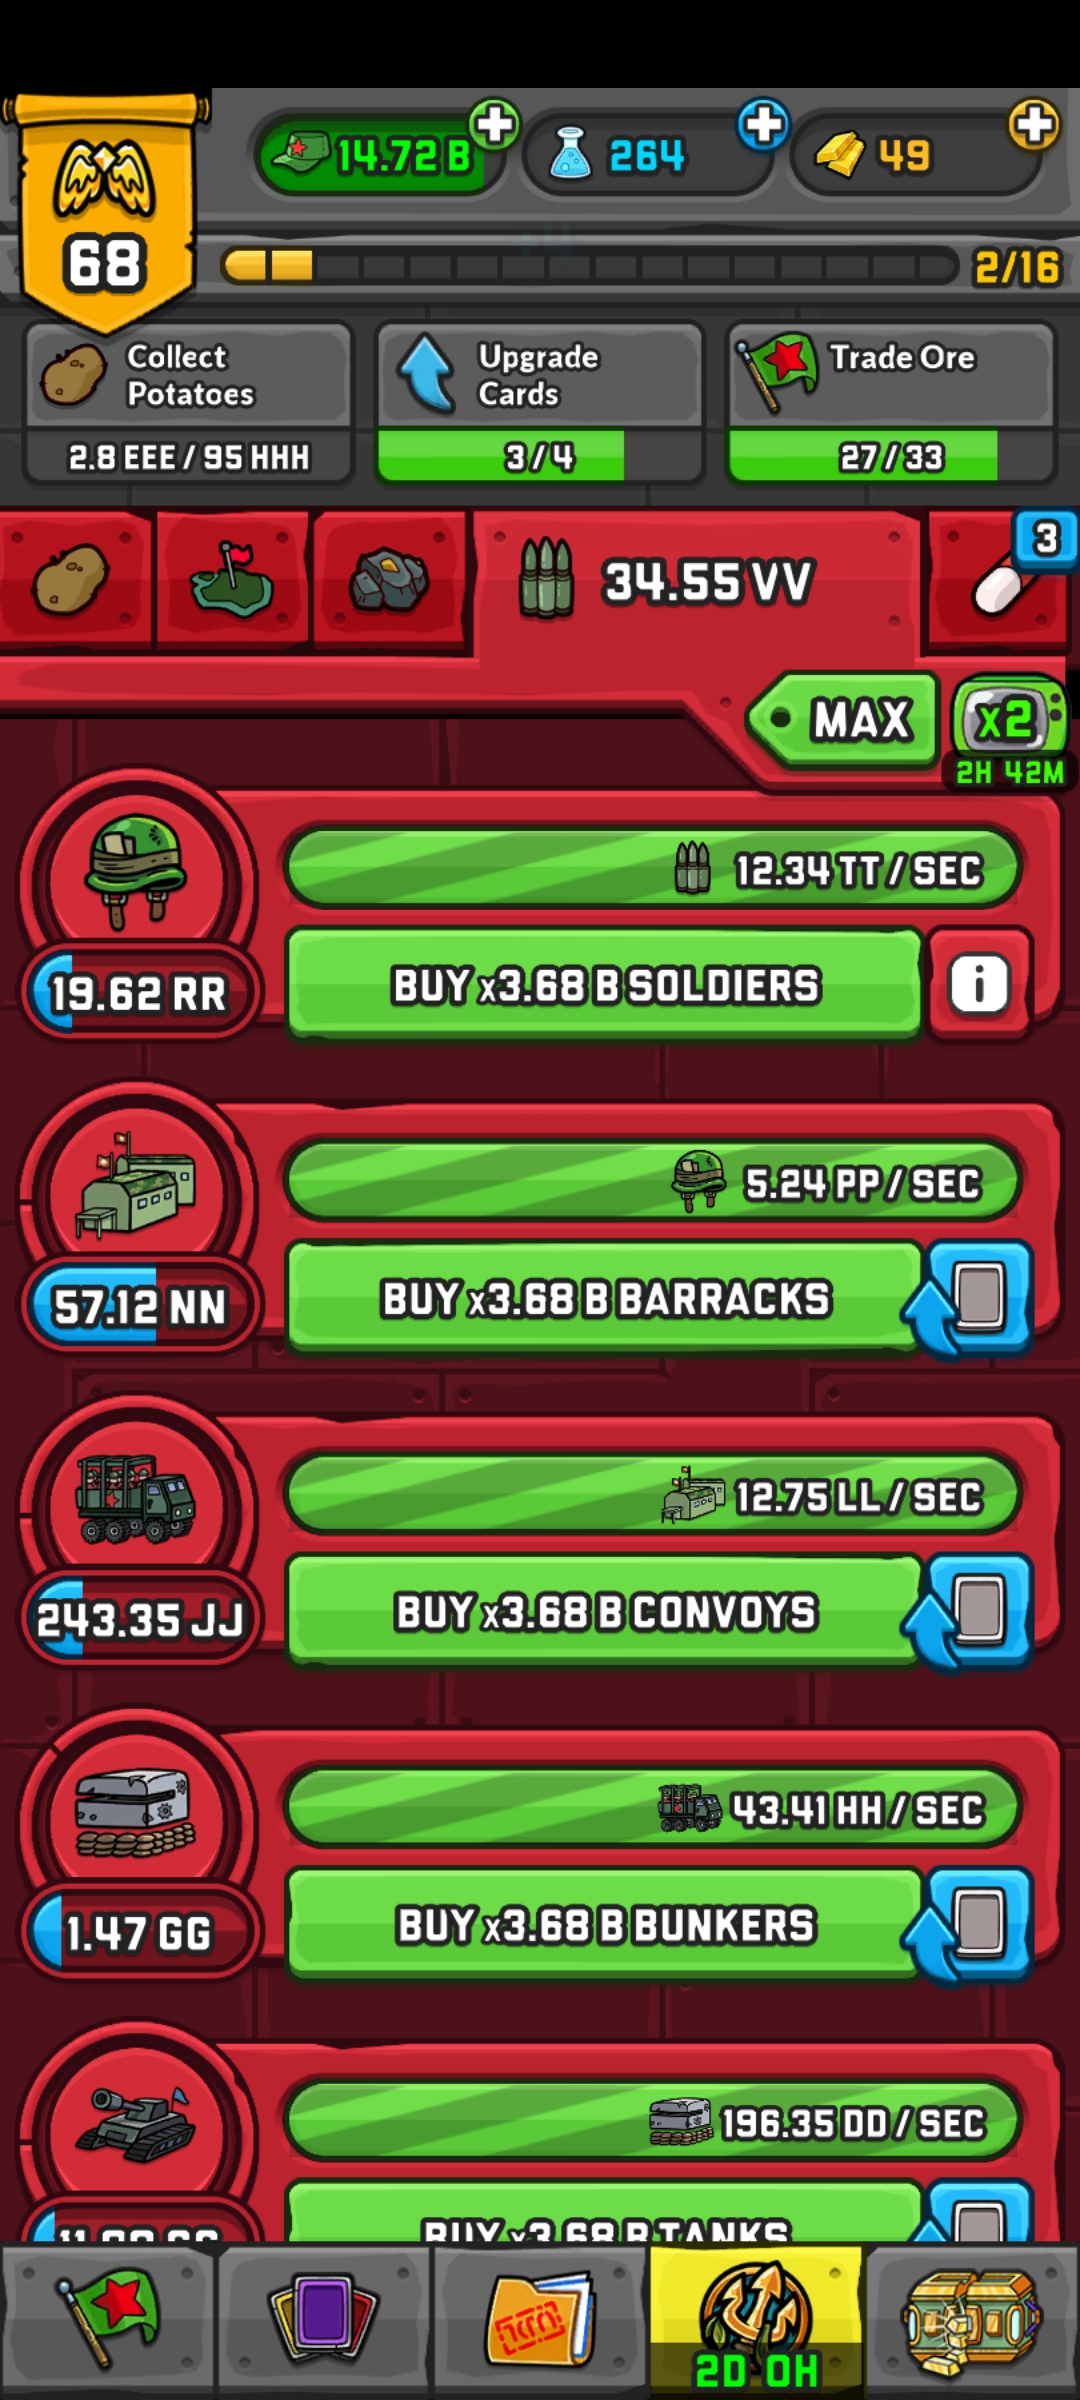 14.72 B
264
49
68
2/16
Collect
Potatoes
2.8 EEE / 95 HHH
Upgrade
Cards
3/4
Trade Ore
27/33
34.55 VV
3
MAX
x2
2H 42M
12.34 TT / SEC
19.62 RR
BUY x3.68 B SOLDIERS
i
5.24 PP / SEC
57.12 NN
BUY x3.68 B BARRACKS
12.75 LL / SEC
243.35 JJ
BUY x3.68 B CONVOYS
43.41 HH / SEC
1.47 GG
BUY x3.68 B BUNKERS
196.35 DD / SEC
BUY x3.68 B TANKS
2D 0H